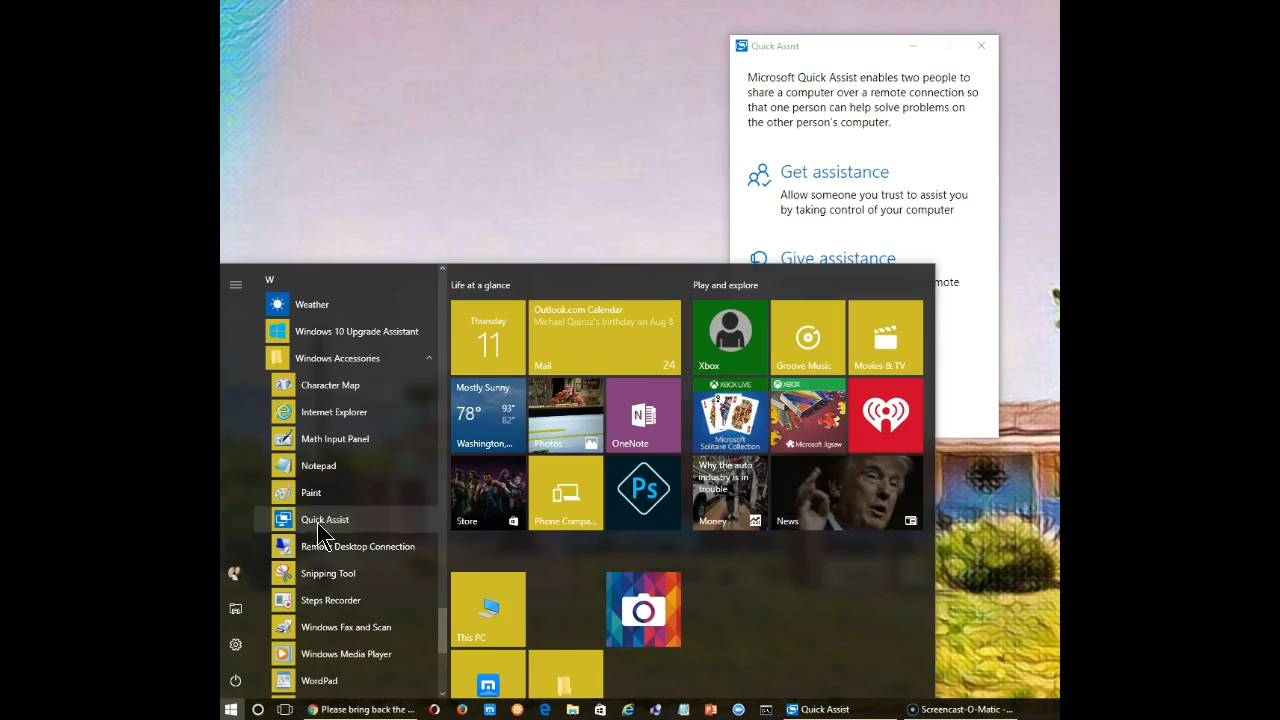 Quick Assist
Microsoft Quick Assist enables two people to
share a computer over a remote connection so
that one person can help solve problems on
the other person's computer.
Get assistance
Allow someone you trust to assist you
by taking control of your computer
Give assistance
mote
W
Weather
Windows 10 Upgrade Assistant
Windows Accessories
Character Map
Internet Explorer
Math Input Panel
Notepad
Paint
Quick Assist
Remote Desktop Connection
Snipping Tool
Steps Recorder
Windows Fax and Scan
Windows Media Player
WordPad
Life at a glance
Thursday
11
Outlook.com Calendar
Michael Quiroz's birthday on Aug 8
Mail
24
Mostly Sunny
78°
93°
82°
Washington,...
Photos
OneNote
Store
Phone Compa...
Ps
This PC
Play and explore
Xbox
Groove Music
Movies & TV
XBOX LIVE
Microsoft
Solitaire Collection
XBOX
Microsoft Jigsaw
Why the auto
industry is in
trouble
Money
News
Please bring back the ...
Quick Assist
Screencast-O-Matic - ...